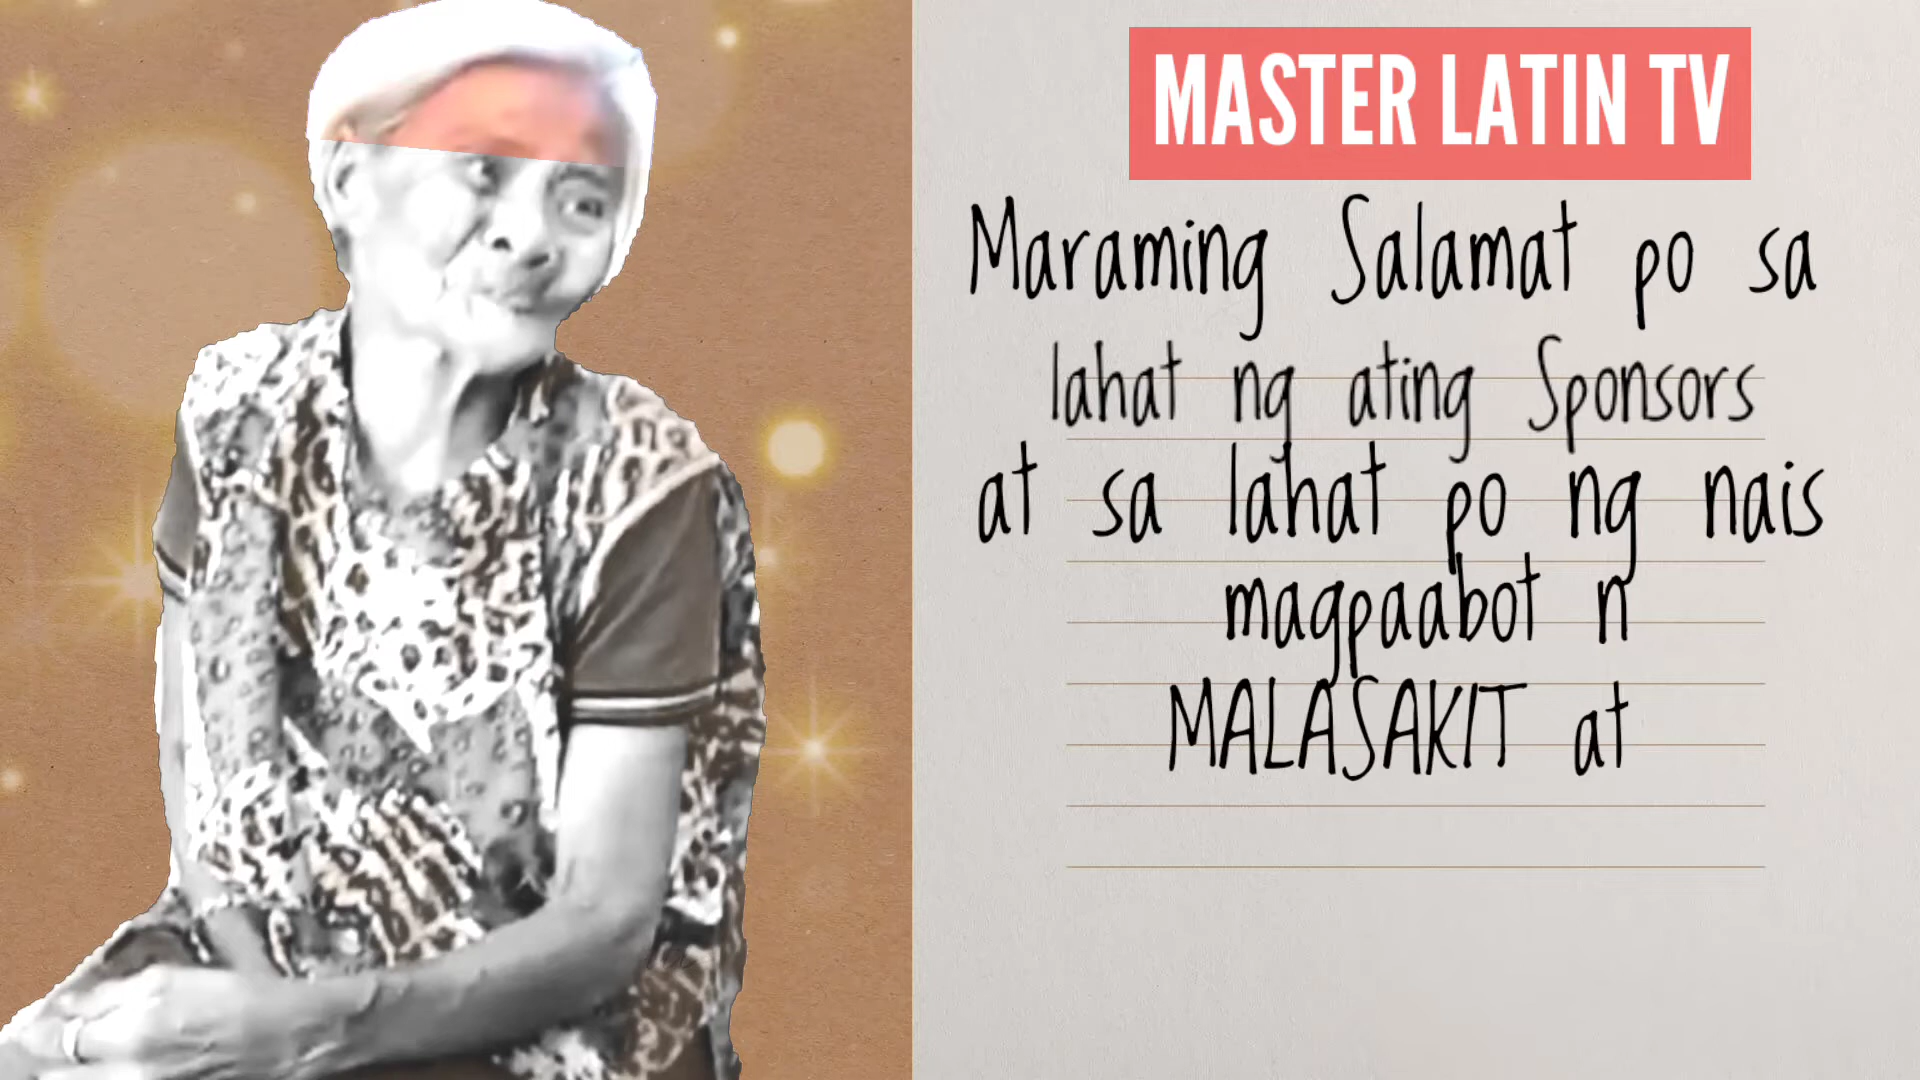 MASTER LATIN TV
Maraming Salamat po sa
lahat ng ating Sponsors
at sa lahat po ng nais
magpaabot n
MALASAKIT at